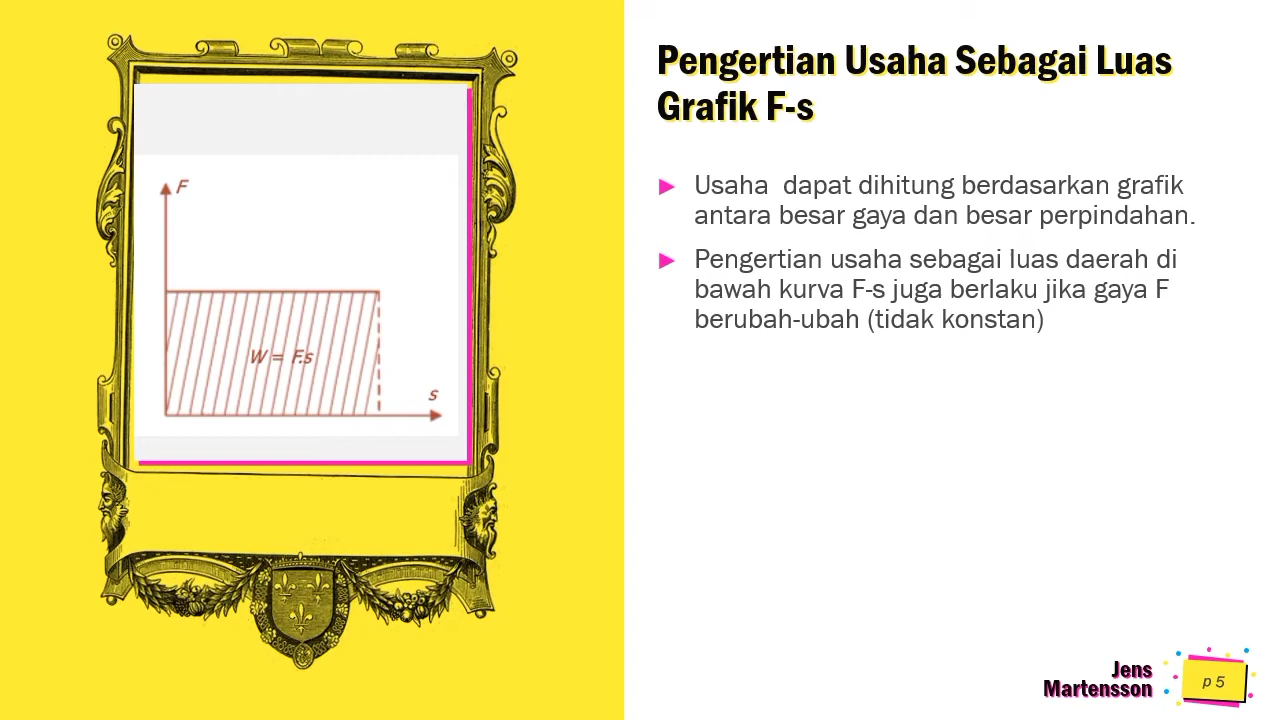 Pengertian Usaha Sebagai Luas
Grafik F-s
F
W = F.s
s
► Usaha  dapat dihitung berdasarkan grafik
antara besar gaya dan besar perpindahan.
► Pengertian usaha sebagai luas daerah di
bawah kurva F-s juga berlaku jika gaya F
berubah-ubah (tidak konstan)
Jens
Martensson
p 5